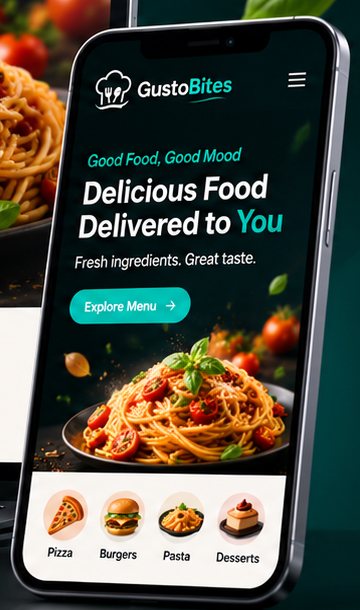 GustoBites
Good Food, Good Mood
Delicious Food
Delivered to You
Fresh ingredients. Great taste.
Explore Menu →
Pizza
Burgers
Pasta
Desserts